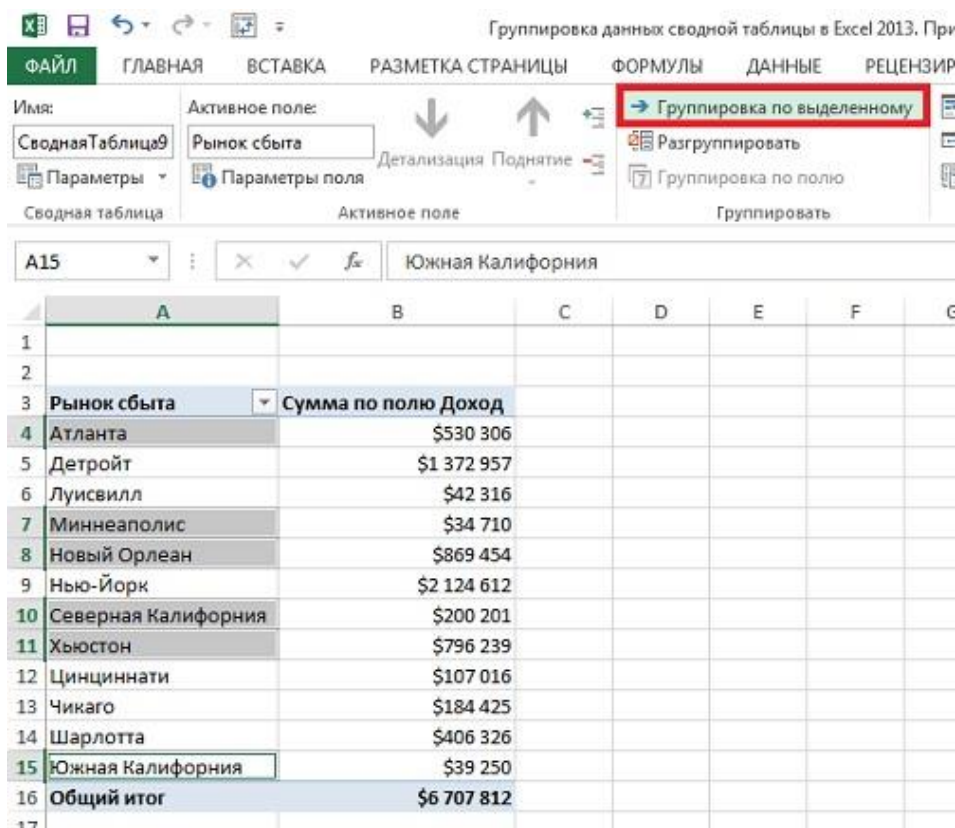 Группировка данных сводной таблицы в Excel 2013. При
ФАЙЛ ГЛАВНАЯ ВСТАВКА РАЗМЕТКА СТРАНИЦЫ ФОРМУЛЫ ДАННЫЕ РЕЦЕНЗИР
Имя: Активное поле: Группировка по выделенному
СводнаяТаблица9 Рынок сбыта Детализация Поднятие Разгруппировать
Параметры Параметры поля 7 Группировка по полю
Сводная таблица Активное поле Группировать
A15 fx Южная Калифорния
A B C D E F G
1
2
3 Рынок сбыта Сумма по полю Доход
4 Атланта $530 306
5 Детройт $1 372 957
6 Луисвилл $42 316
7 Миннеаполис $34 710
8 Новый Орлеан $869 454
9 Нью-Йорк $2 124 612
10 Северная Калифорния $200 201
11 Хьюстон $796 239
12 Цинциннати $107 016
13 Чикаго $184 425
14 Шарлотта $406 326
15 Южная Калифорния $39 250
16 Общий итог $6 707 812
17